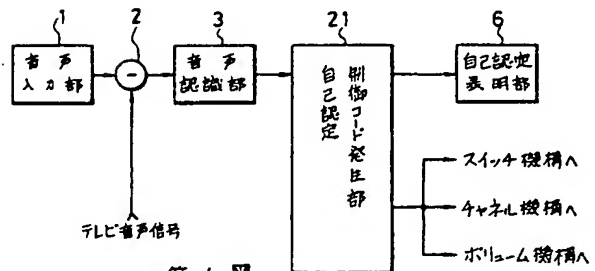 1
2
3
21
6
音声
入力部
音声
認識部
自己認定
制御コード発生部
自己認定
表明部
スイッチ機構へ
チャネル機構へ
ボリューム機構へ
テレビ音声信号